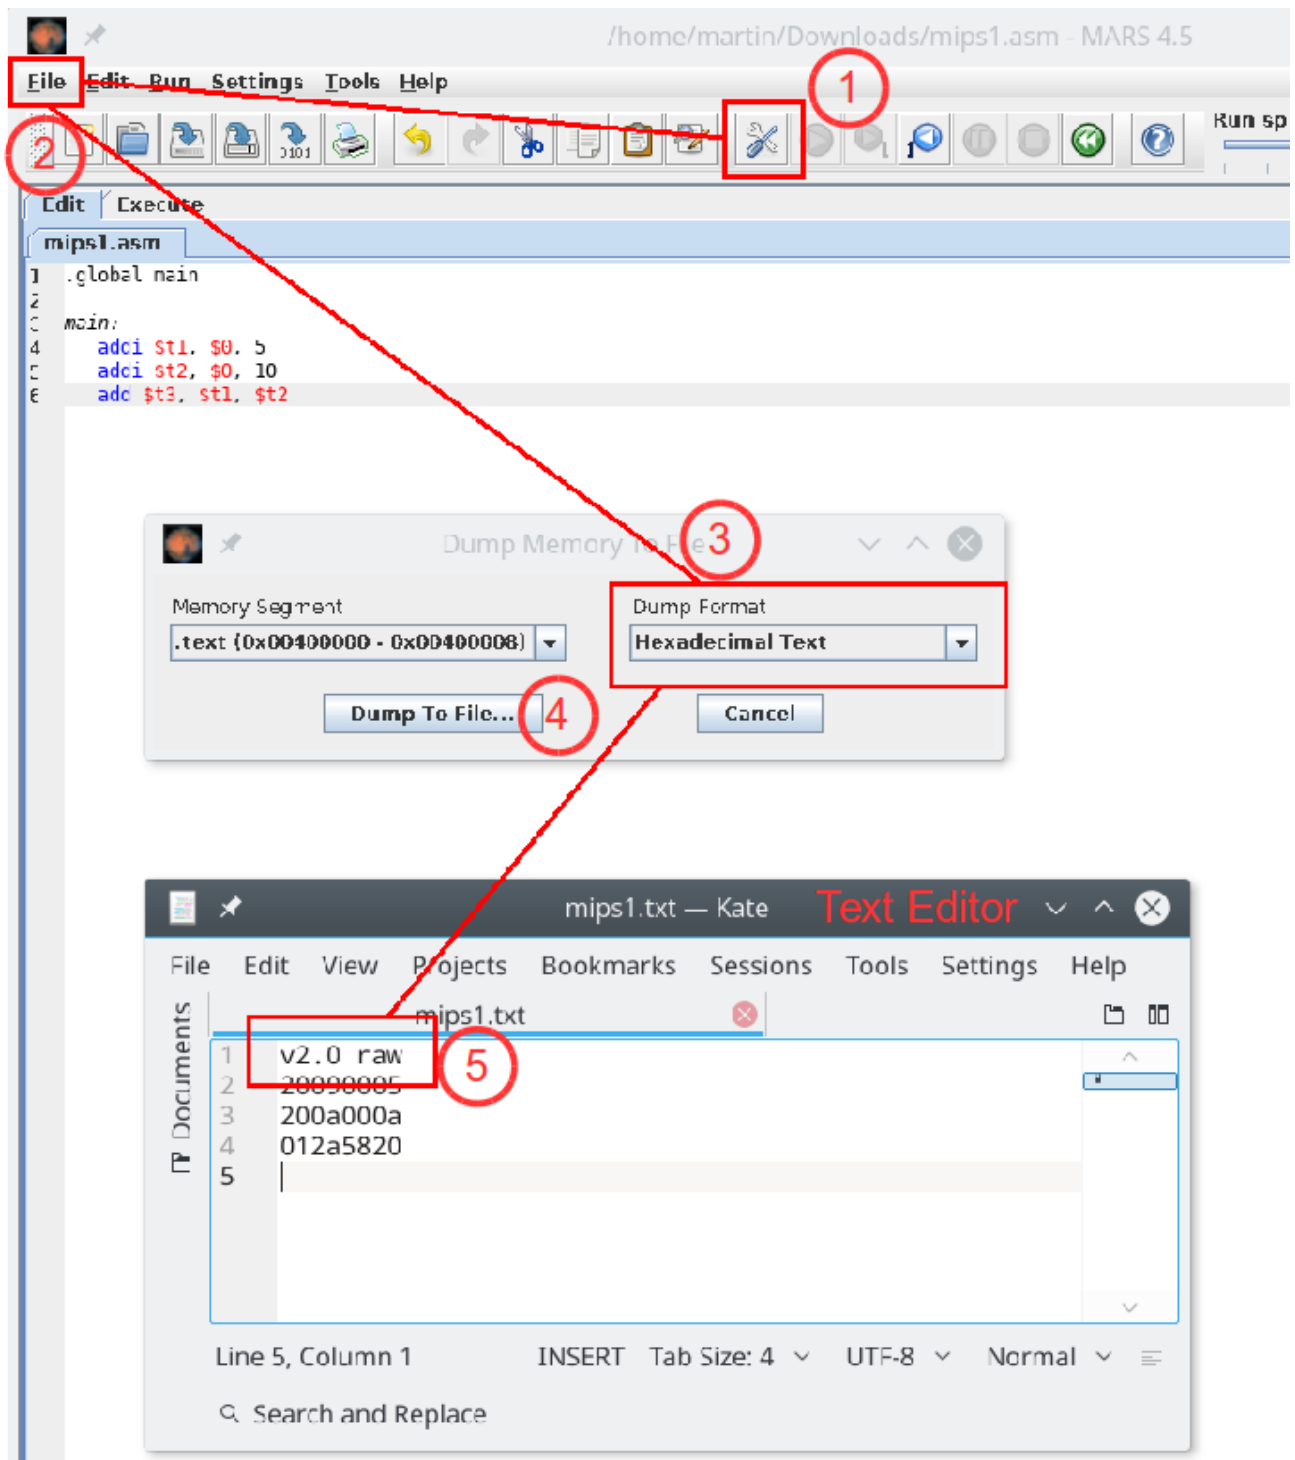 /home/martin/Downloads/mips1.asm - MARS 4.5
1
File Edit Run Settings Tools Help
2
Run sp
Edit Execute
mips1.asm
1 .global main
2
3 main:
4 addi $t1, $0, 5
5 addi $t2, $0, 10
6 add $t3, $t1, $t2
Dump Memory To File
3
Memory Segment Dump Format
.text (0x00400000 - 0x00400008) Hexadecimal Text
Dump To File... 4 Cancel
mips1.txt — Kate Text Editor
File Edit View Projects Bookmarks Sessions Tools Settings Help
Documents
mips1.txt
1 v2.0 raw
5
2 20090005
3 200a000a
4 012a5820
5
Line 5, Column 1 INSERT Tab Size: 4 UTF-8 Normal
Search and Replace